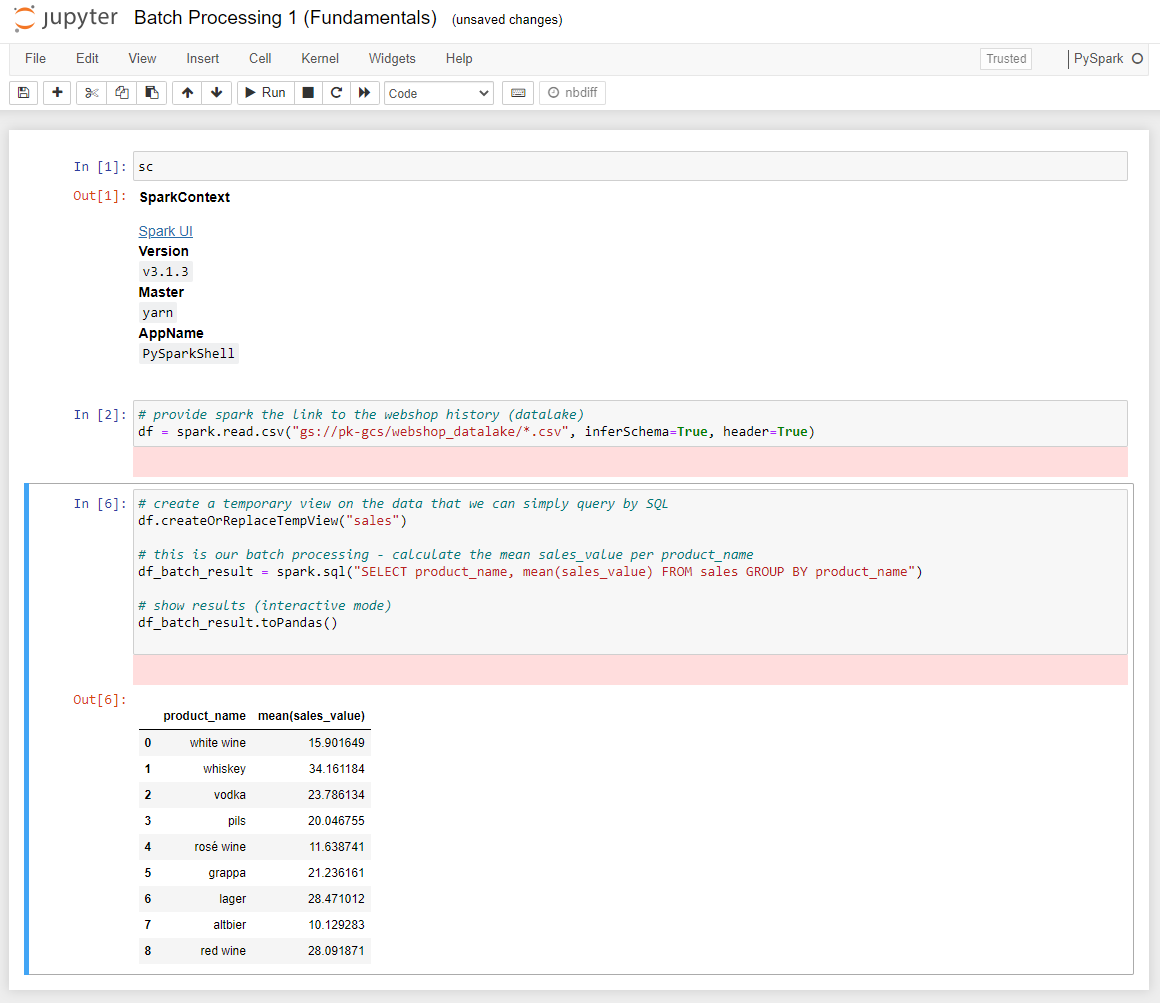 jupyter Batch Processing 1 (Fundamentals) (unsaved changes)
File Edit View Insert Cell Kernel Widgets Help Trusted PySpark
Run Code nbdiff
In [1]: sc
Out[1]: SparkContext
Spark UI
Version
v3.1.3
Master
yarn
AppName
PySparkShell
In [2]: # provide spark the link to the webshop history (datalake)
df = spark.read.csv("gs://pk-gcs/webshop_datalake/*.csv", inferSchema=True, header=True)
In [6]: # create a temporary view on the data that we can simply query by SQL
df.createOrReplaceTempView("sales")
# this is our batch processing - calculate the mean sales_value per product_name
df_batch_result = spark.sql("SELECT product_name, mean(sales_value) FROM sales GROUP BY product_name")
# show results (interactive mode)
df_batch_result.toPandas()
Out[6]:
product_name mean(sales_value)
0 white wine 15.901649
1 whiskey 34.161184
2 vodka 23.786134
3 pils 20.046755
4 rosé wine 11.638741
5 grappa 21.236161
6 lager 28.471012
7 altbier 10.129283
8 red wine 28.091871